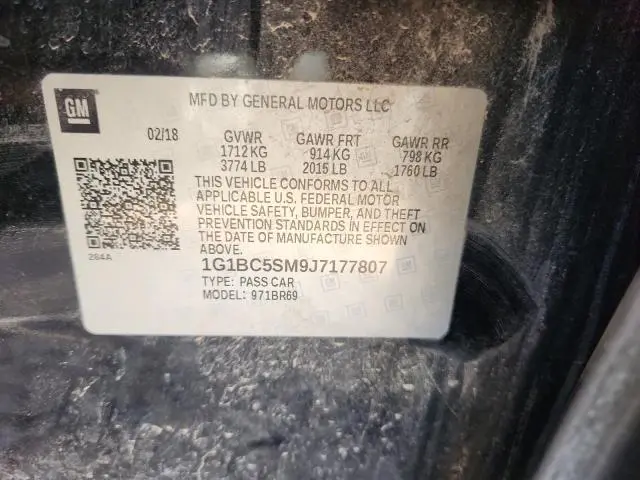 GM
MFD BY GENERAL MOTORS LLC
02/18 GVWR GAWR FRT GAWR RR
1712 KG 914 KG 798 KG
3774 LB 2015 LB 1760 LB
THIS VEHICLE CONFORMS TO ALL
APPLICABLE U.S. FEDERAL MOTOR
VEHICLE SAFETY, BUMPER, AND THEFT
PREVENTION STANDARDS IN EFFECT ON
THE DATE OF MANUFACTURE SHOWN
ABOVE.
284A
1G1BC5SM9J7177807
TYPE: PASS CAR
MODEL: 971BR69